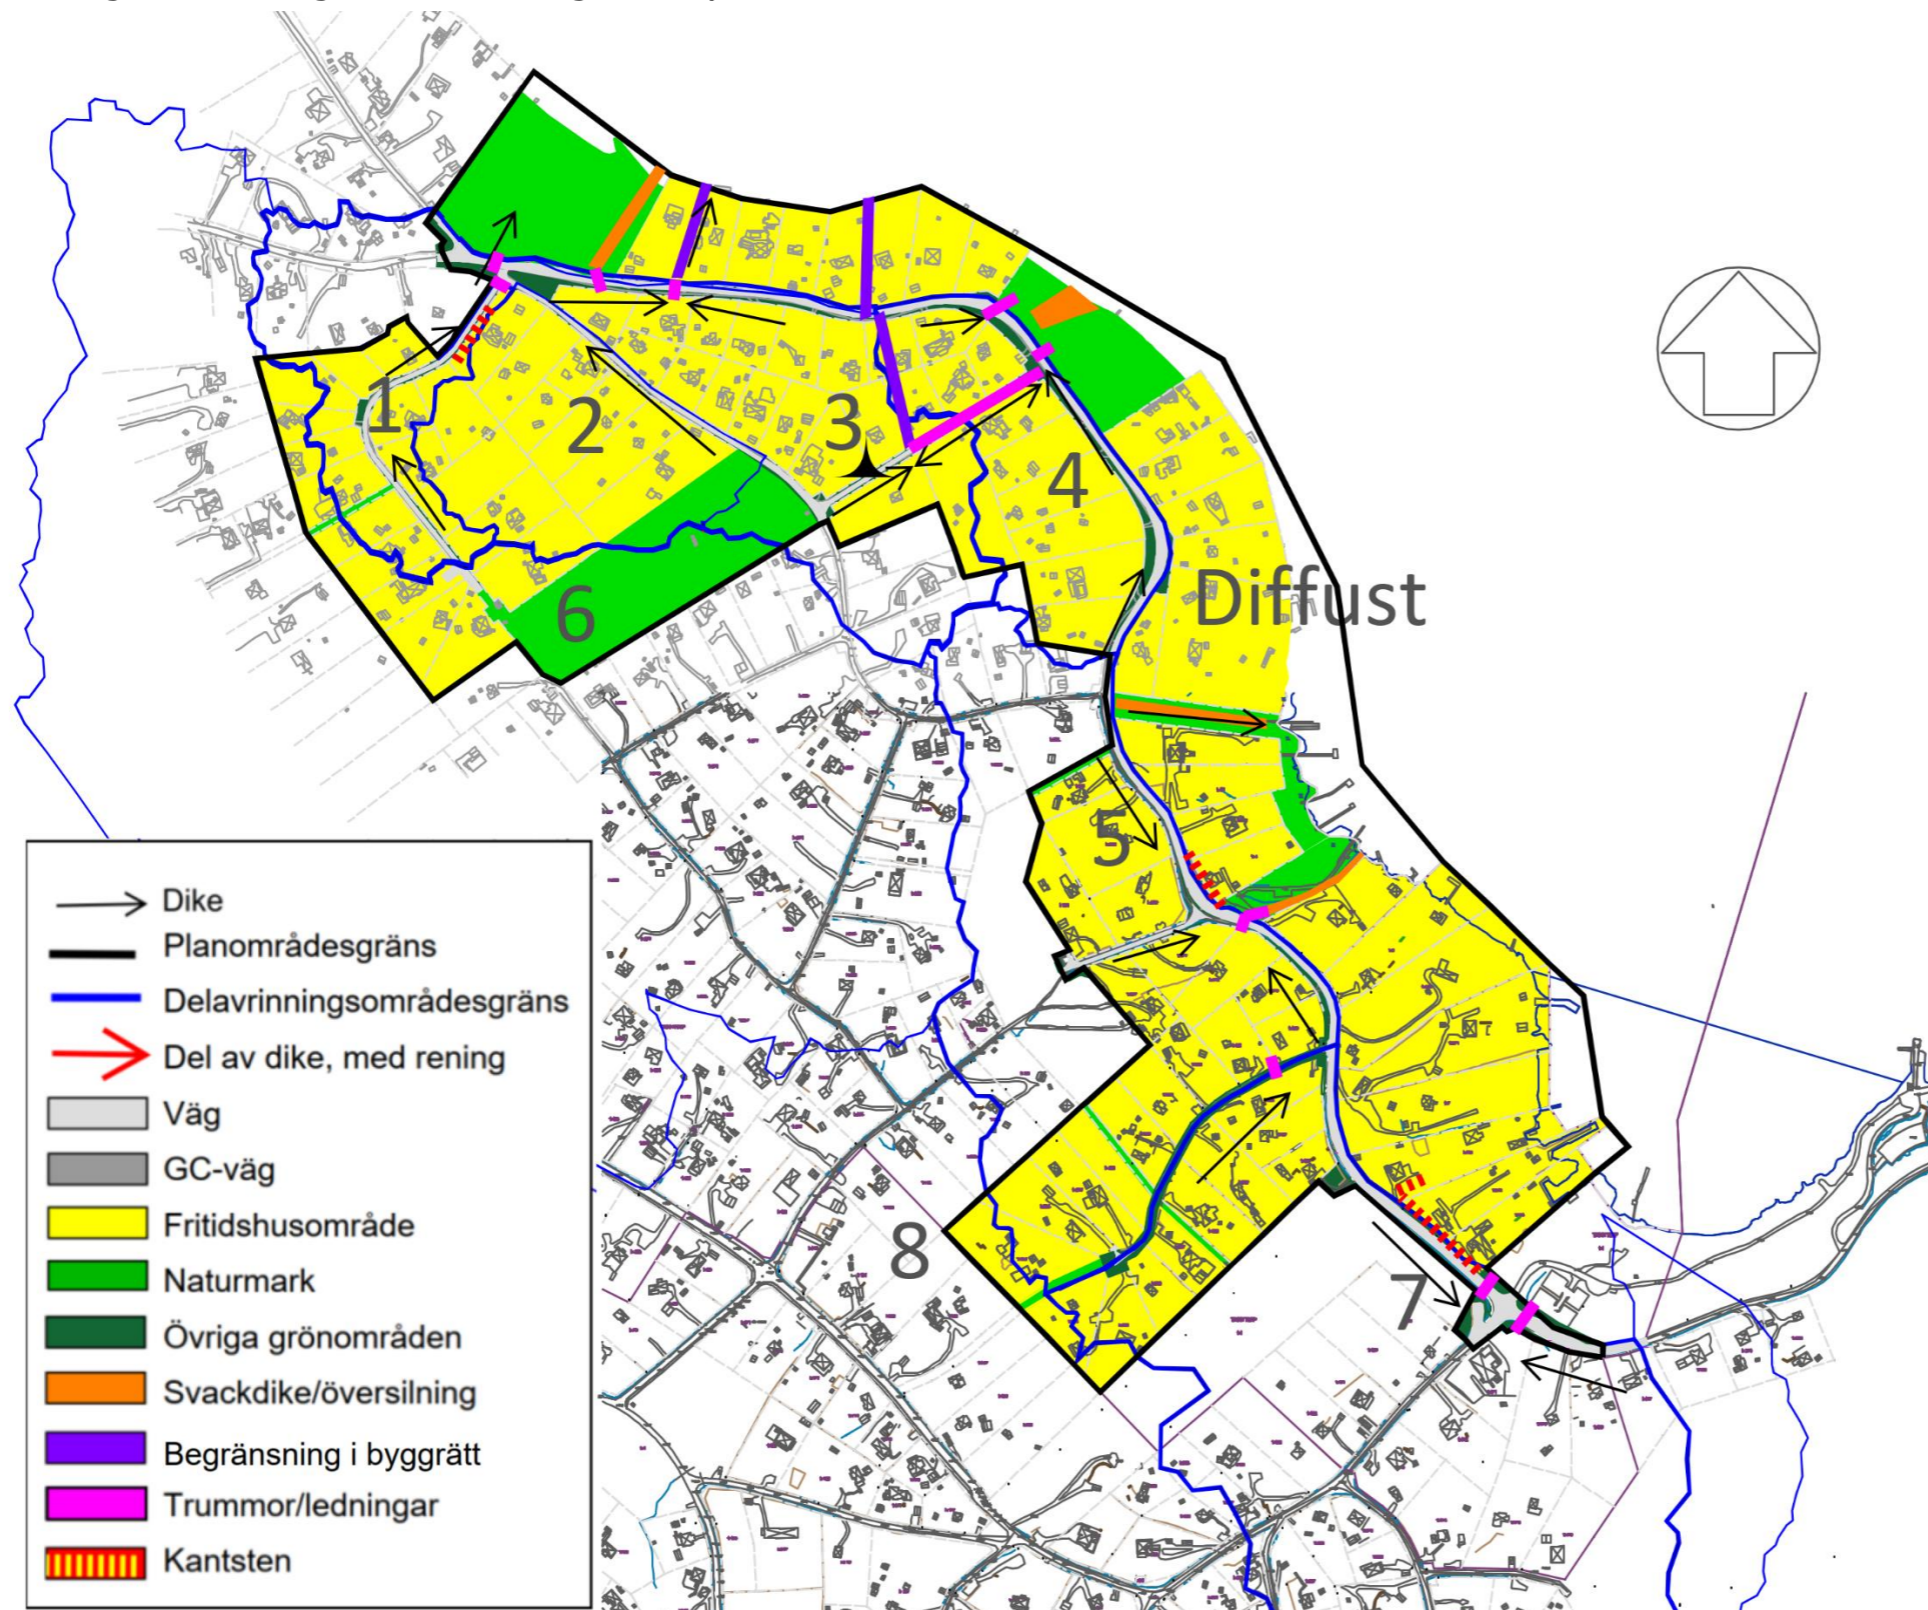 1
2
3
4
Diffust
6
5
8
7
Dike
Planområdesgräns
Delavrinningsområdesgräns
Del av dike, med rening
Väg
GC-väg
Fritidshusområde
Naturmark
Övriga grönområden
Svackdike/översilning
Begränsning i byggrätt
Trummor/ledningar
Kantsten